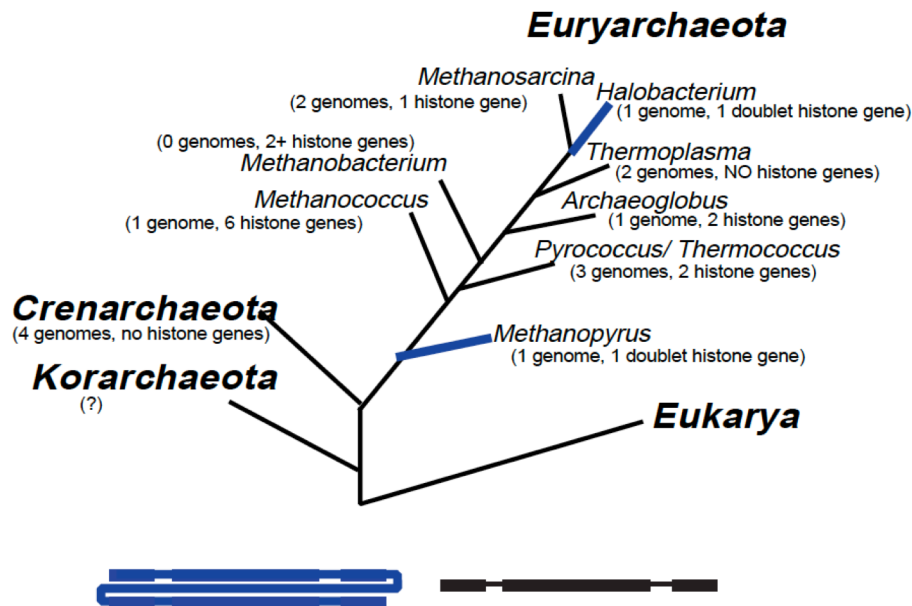 Euryarchaeota
Methanosarcina
(2 genomes, 1 histone gene)
Halobacterium
(1 genome, 1 doublet histone gene)
(0 genomes, 2+ histone genes)
Methanobacterium
Thermoplasma
(2 genomes, NO histone genes)
Methanococcus
(1 genome, 6 histone genes)
Archaeoglobus
(1 genome, 2 histone genes)
Pyrococcus/ Thermococcus
(3 genomes, 2 histone genes)
Crenarchaeota
(4 genomes, no histone genes)
Methanopyrus
(1 genome, 1 doublet histone gene)
Korarchaeota
(?)
Eukarya